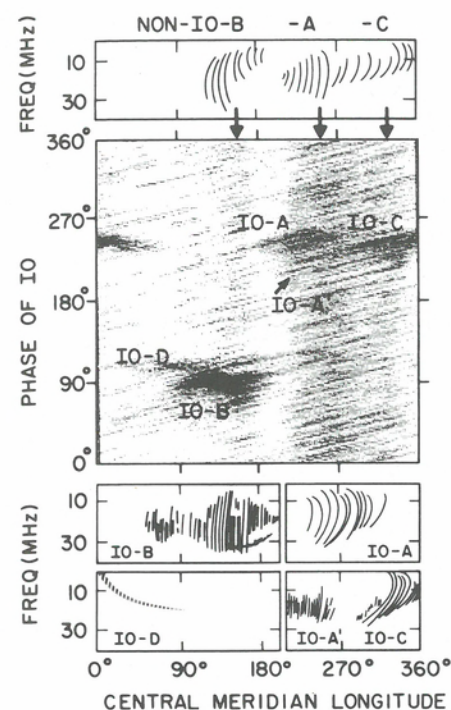 NON-IO-B -A -C
FREQ(MHz)
10
30
360°
270°
180°
90°
0°
PHASE OF IO
IO-A
IO-C
IO-A'
IO-D
IO-B
FREQ(MHz)
10
30
IO-B
IO-A
10
30
IO-D
IO-A' IO-C
0° 90° 180° 270° 360°
CENTRAL MERIDIAN LONGITUDE